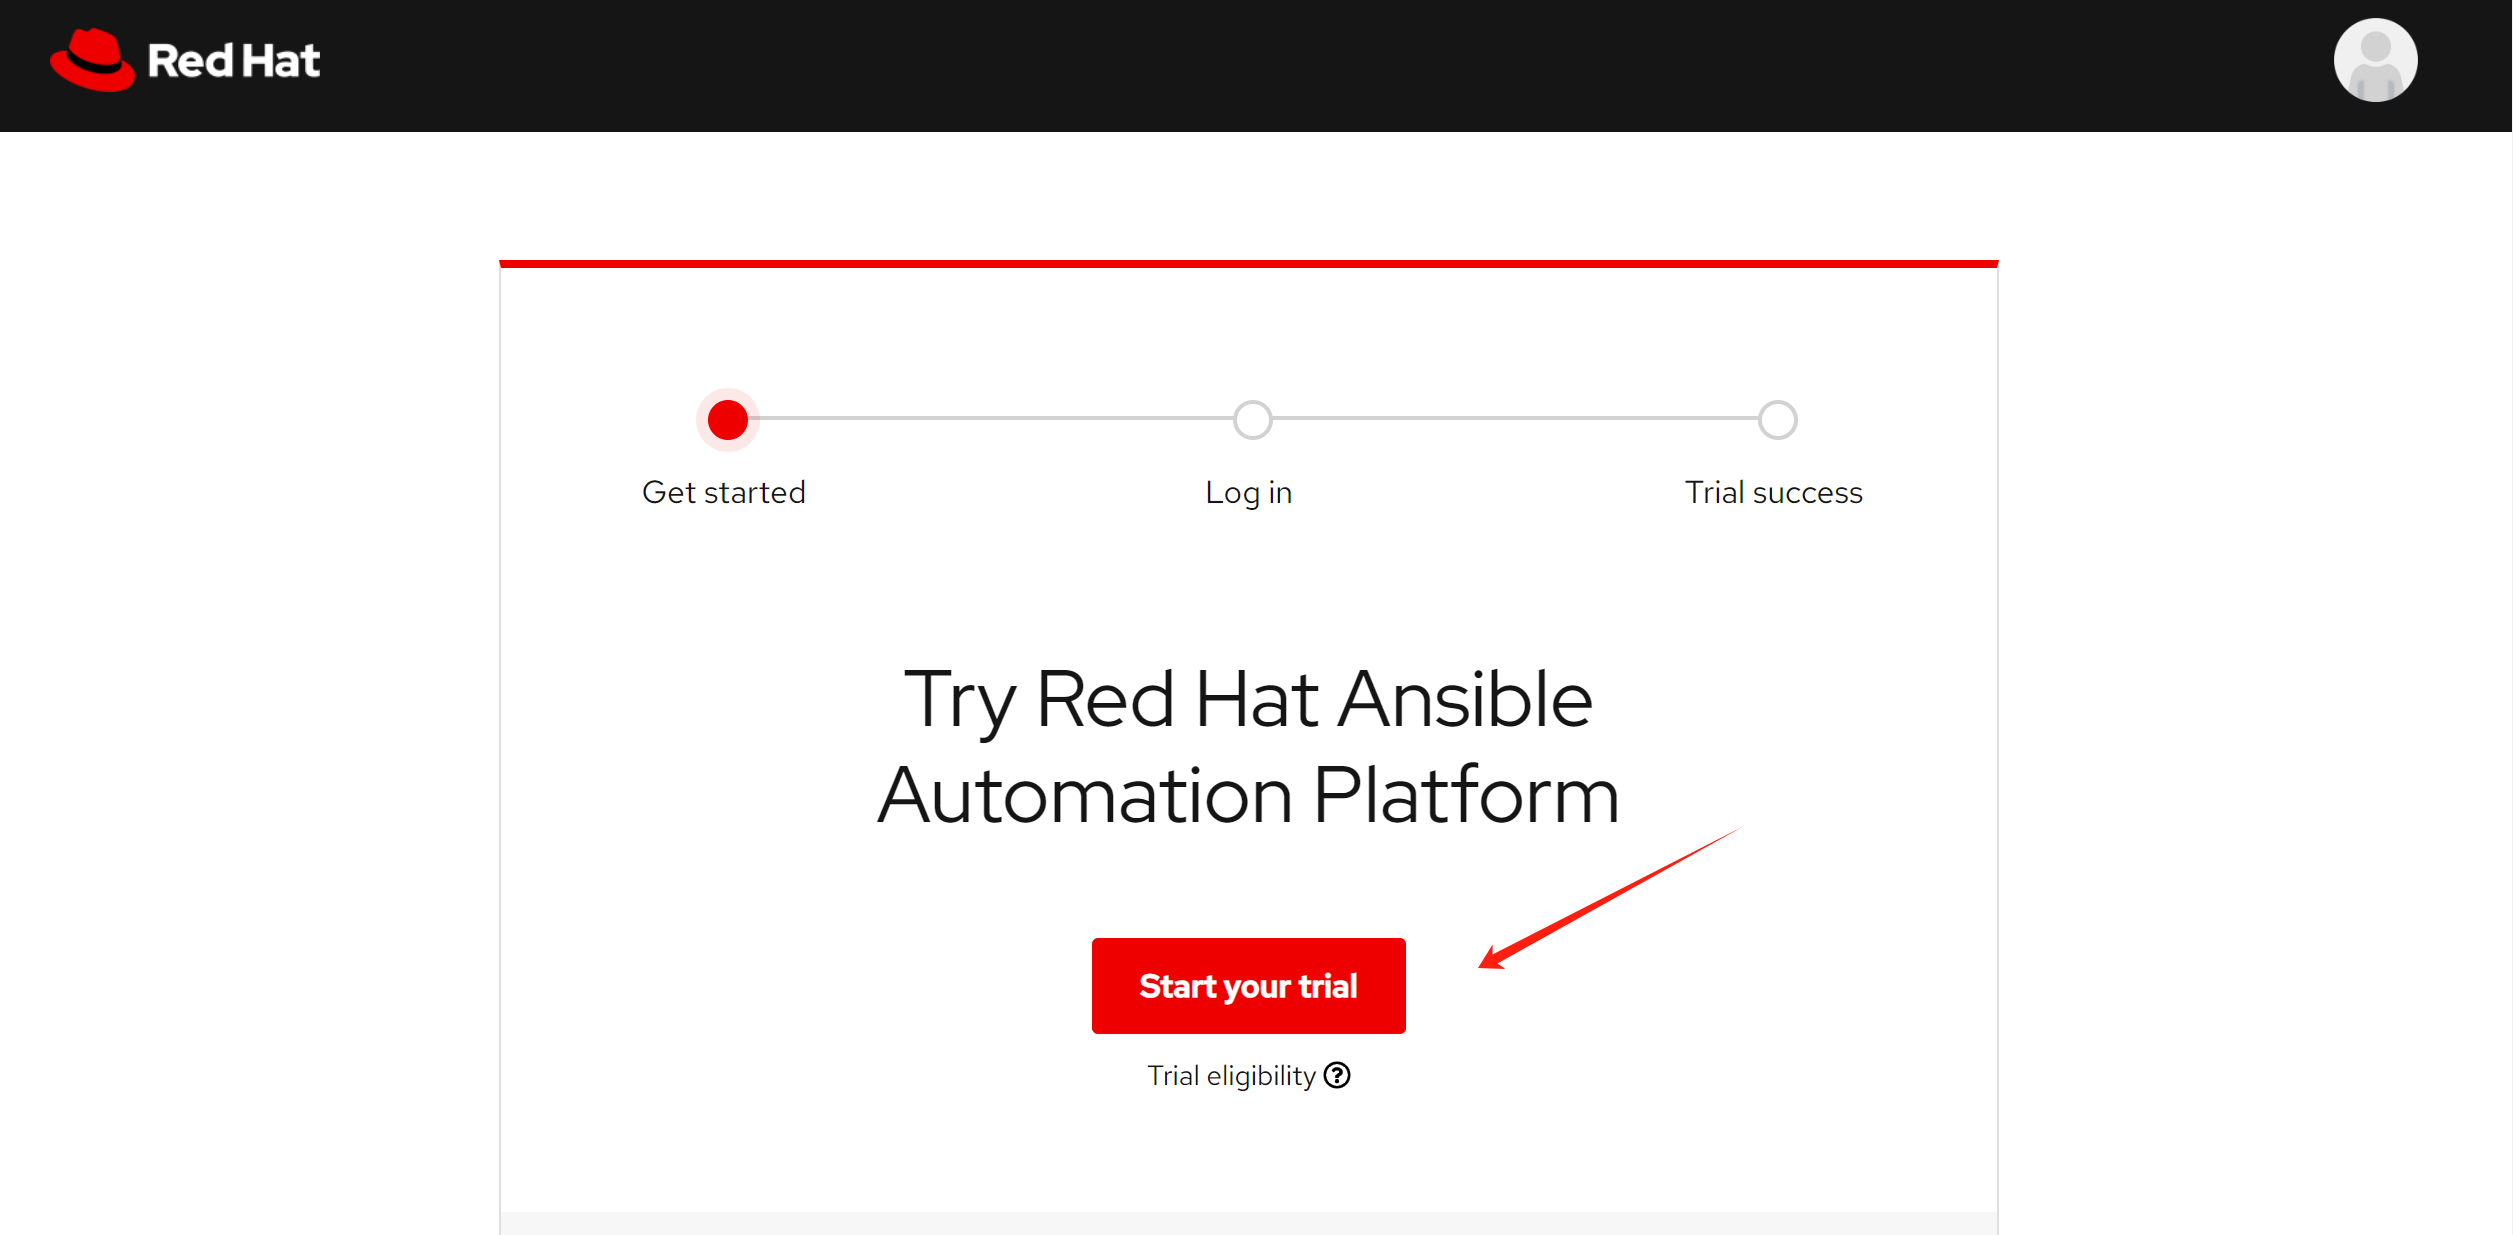 Red Hat
Get started
Log in
Trial success
Try Red Hat Ansible
Automation Platform
Start your trial
Trial eligibility ?